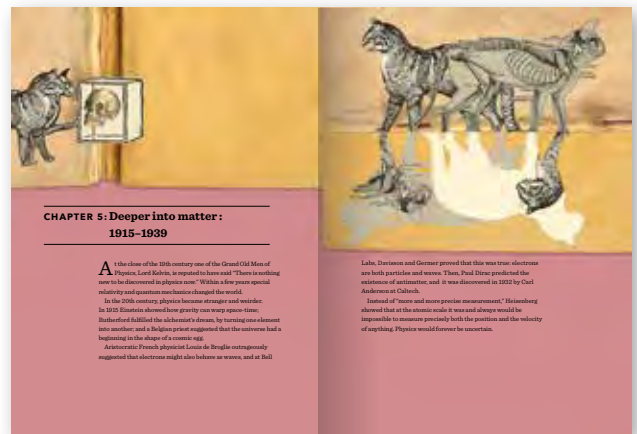 CHAPTER 5: Deeper into matter :
1915–1939
At the close of the 19th century one of the Grand Old Men of
Physics, Lord Kelvin, is reputed to have said "There is nothing
new to be discovered in physics now." Within a few years special
relativity and quantum mechanics changed the world.
In the 20th century, physics became stranger and weirder.
In 1915 Einstein showed how gravity can warp space-time;
Rutherford fulfilled the alchemist's dream, by turning one element
into another; and a Belgian priest suggested that the universe had a
beginning in the shape of a cosmic egg.
Aristocratic French physicist Louis de Broglie outrageously
suggested that electrons might also behave as waves, and at Bell
Labs, Davisson and Germer proved that this was true: electrons
are both particles and waves. Then, Paul Dirac predicted the
existence of antimatter, and it was discovered in 1932 by Carl
Anderson at Caltech.
Instead of "more and more precise measurement," Heisenberg
showed that at the atomic scale it was and always would be
impossible to measure precisely both the position and the velocity
of anything. Physics would forever be uncertain.